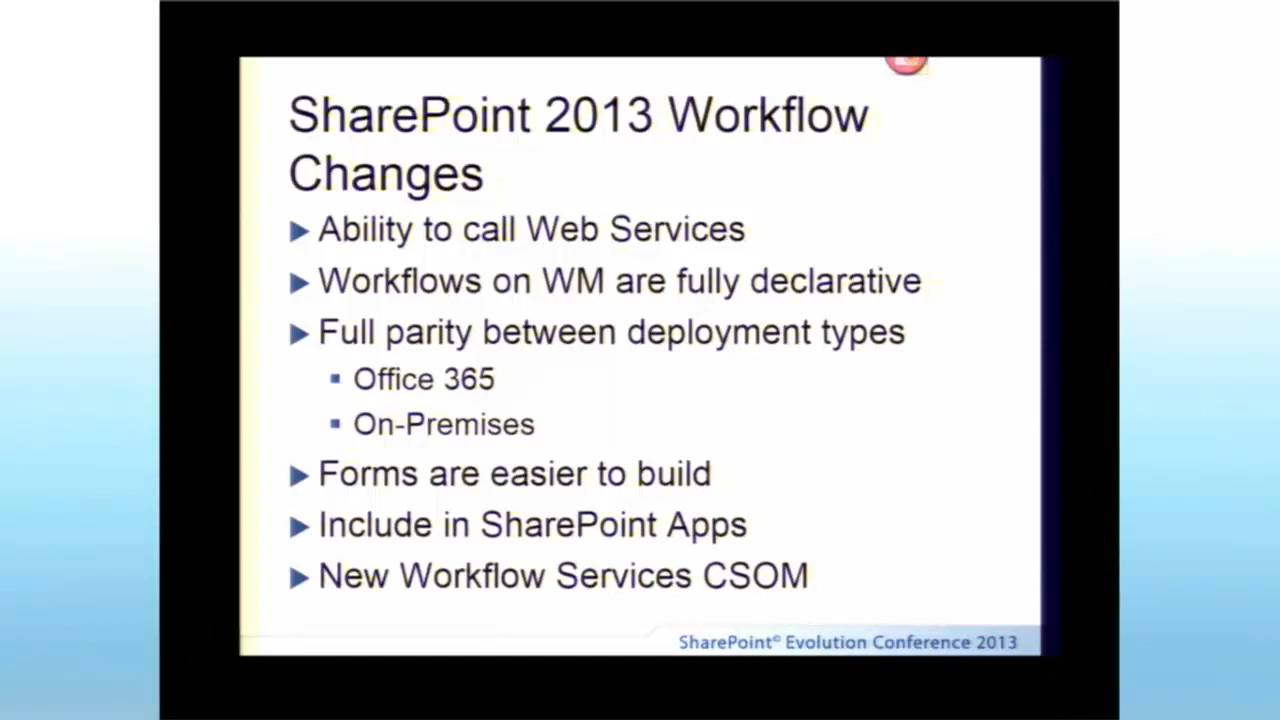 SharePoint 2013 Workflow
Changes
Ability to call Web Services
Workflows on WM are fully declarative
Full parity between deployment types
Office 365
On-Premises
Forms are easier to build
Include in SharePoint Apps
New Workflow Services CSOM
SharePoint© Evolution Conference 2013